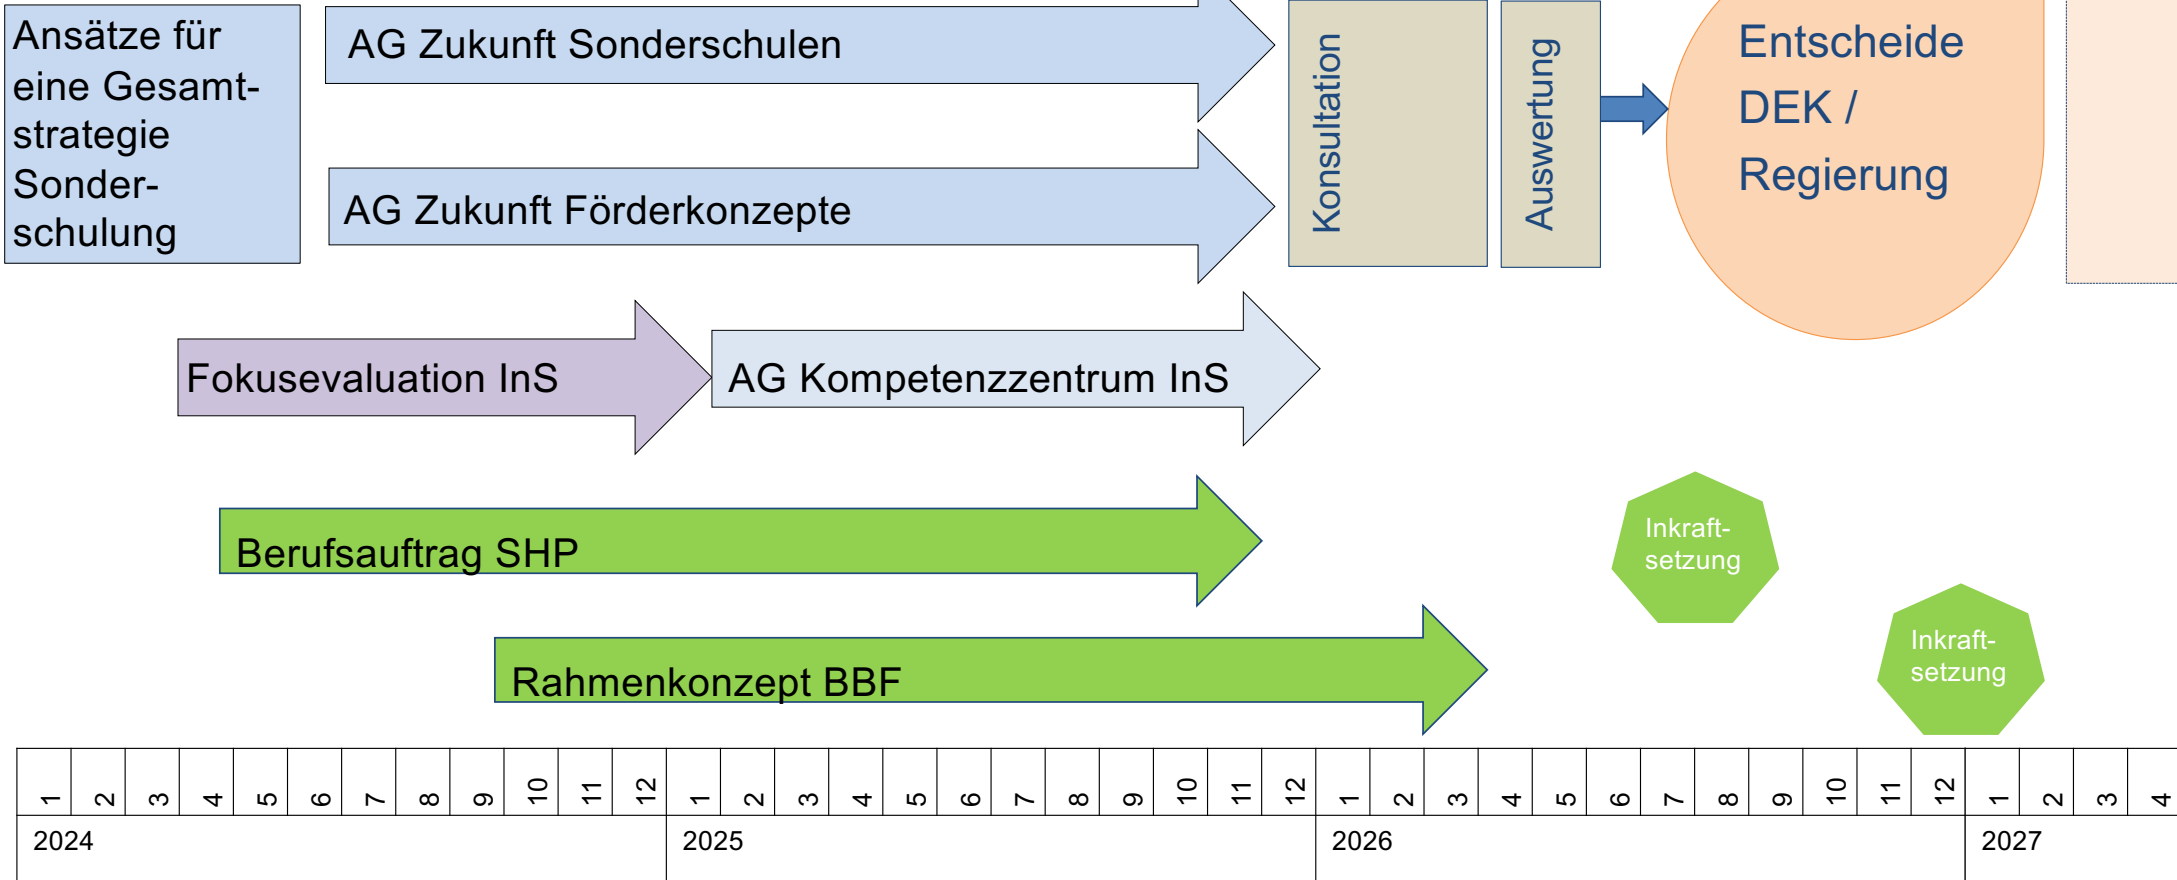 Ansätze für
eine Gesamt-
strategie
Sonder-
schulung
AG Zukunft Sonderschulen
AG Zukunft Förderkonzepte
Konsultation
Auswertung
Entscheide
DEK /
Regierung
Fokusevaluation InS
AG Kompetenzzentrum InS
Berufsauftrag SHP
Inkraft-
setzung
Rahmenkonzept BBF
Inkraft-
setzung
1 2 3 4 5 6 7 8 9 10 11 12 1 2 3 4 5 6 7 8 9 10 11 12 1 2 3 4 5 6 7 8 9 10 11 12 1 2 3 4
2024 2025 2026 2027